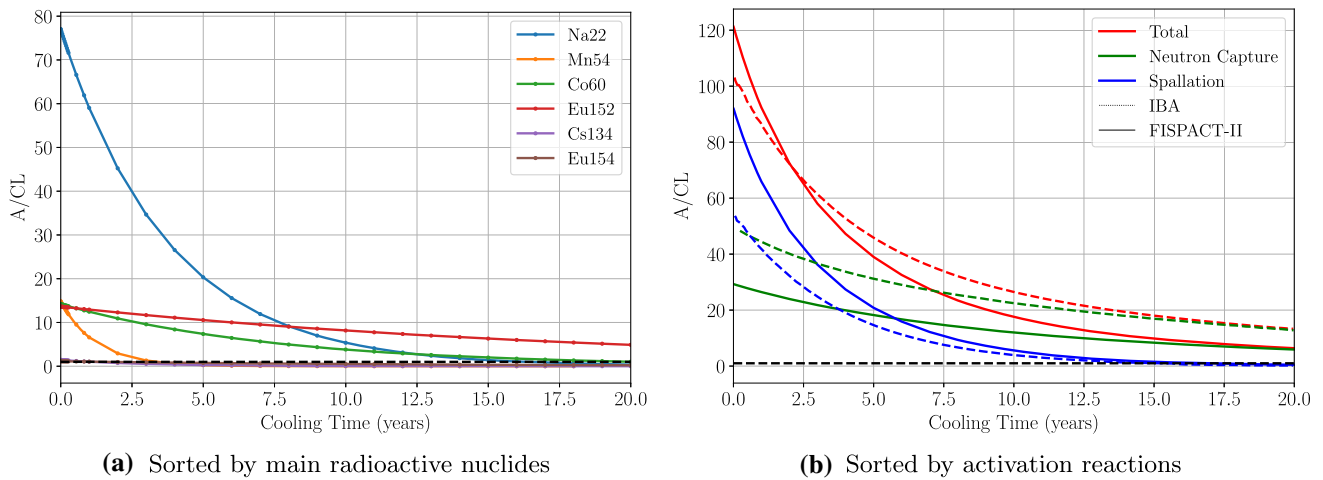 80
70
60
50
40
30
20
10
0
A/CL
0.0 2.5 5.0 7.5 10.0 12.5 15.0 17.5 20.0
Cooling Time (years)
Na22
Mn54
Co60
Eu152
Cs134
Eu154
(a) Sorted by main radioactive nuclides
120
100
80
60
40
20
0
A/CL
0.0 2.5 5.0 7.5 10.0 12.5 15.0 17.5 20.0
Cooling Time (years)
Total
Neutron Capture
Spallation
IBA
FISPACT-II
(b) Sorted by activation reactions